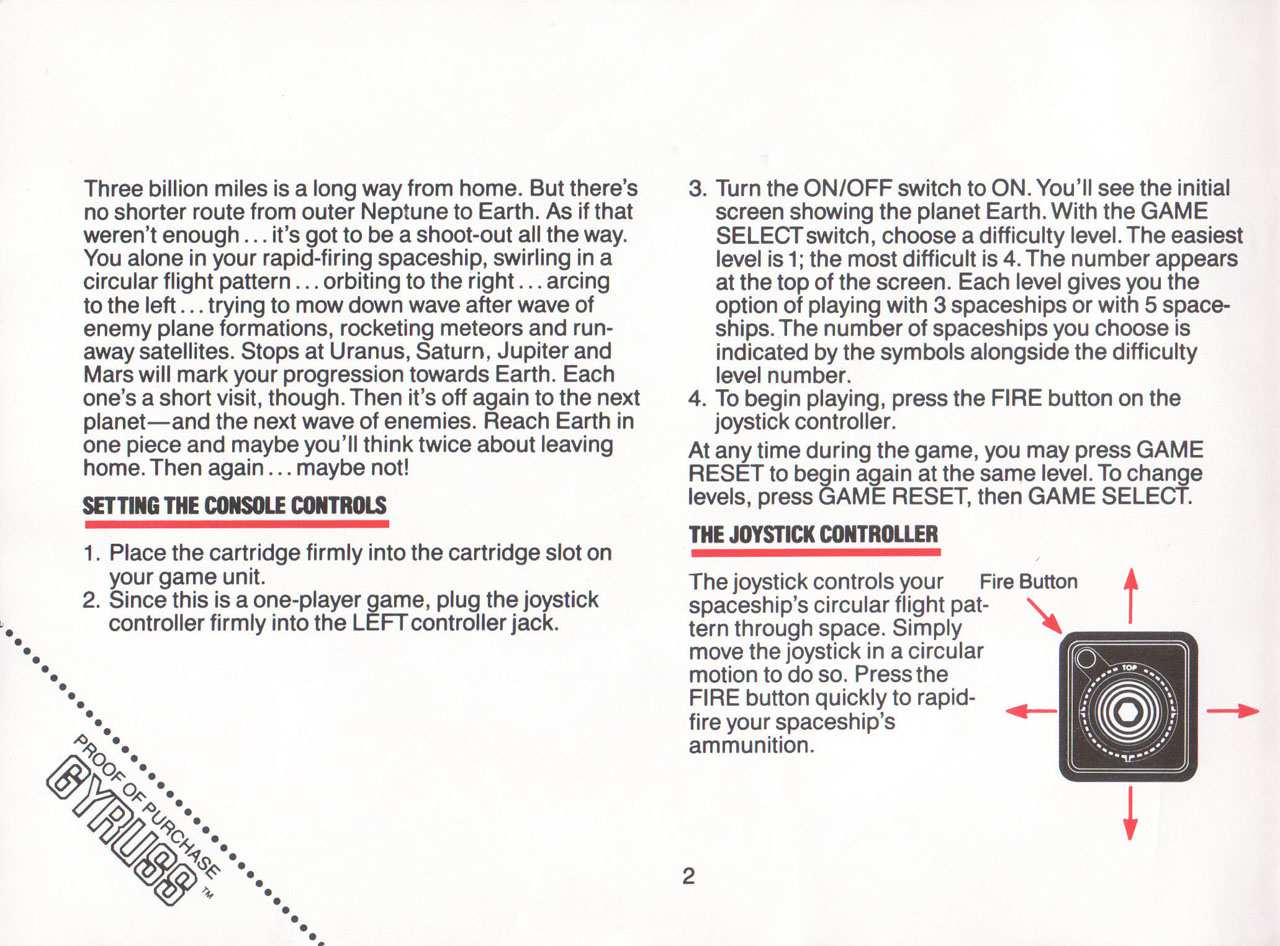 Three billion miles is a long way from home. But there's
no shorter route from outer Neptune to Earth. As if that
weren't enough... it's got to be a shoot-out all the way.
You alone in your rapid-firing spaceship, swirling in a
circular flight pattern... orbiting to the right... arcing
to the left... trying to mow down wave after wave of
enemy plane formations, rocketing meteors and run-
away satellites. Stops at Uranus, Saturn, Jupiter and
Mars will mark your progression towards Earth. Each
one's a short visit, though. Then it's off again to the next
planet—and the next wave of enemies. Reach Earth in
one piece and maybe you'll think twice about leaving
home. Then again... maybe not!
SETTING THE CONSOLE CONTROLS
1. Place the cartridge firmly into the cartridge slot on
your game unit.
2. Since this is a one-player game, plug the joystick
controller firmly into the LEFT controller jack.
PROOF OF PURCHASE
GYRUSS™
3. Turn the ON/OFF switch to ON. You'll see the initial
screen showing the planet Earth. With the GAME
SELECT switch, choose a difficulty level. The easiest
level is 1; the most difficult is 4. The number appears
at the top of the screen. Each level gives you the
option of playing with 3 spaceships or with 5 space-
ships. The number of spaceships you choose is
indicated by the symbols alongside the difficulty
level number.
4. To begin playing, press the FIRE button on the
joystick controller.
At any time during the game, you may press GAME
RESET to begin again at the same level. To change
levels, press GAME RESET, then GAME SELECT.
THE JOYSTICK CONTROLLER
The joystick controls your
spaceship's circular flight pat-
tern through space. Simply
move the joystick in a circular
motion to do so. Press the
FIRE button quickly to rapid-
fire your spaceship's
ammunition.
Fire Button
TOP
2